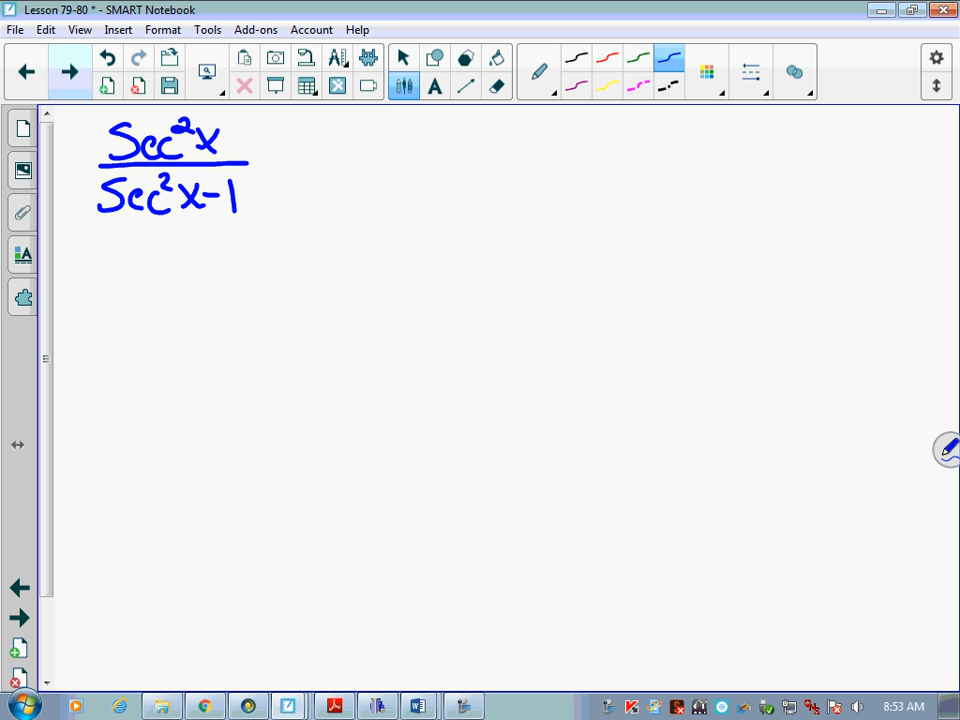 Lesson 79-80 * - SMART Notebook
File Edit View Insert Format Tools Add-ons Account Help
Sec²x
Sec²x-1
8:53 AM